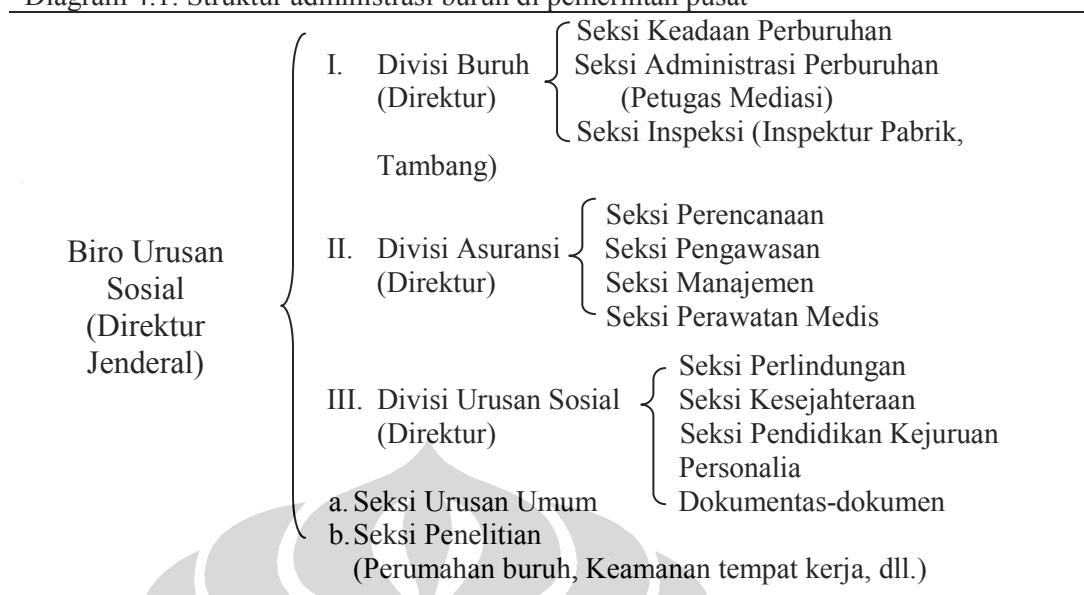 Diagram 4.1. Struktur administrasi buruh di pemerintah pusat
Biro Urusan
Sosial
(Direktur
Jenderal)
I. Divisi Buruh
(Direktur)
Seksi Keadaan Perburuhan
Seksi Administrasi Perburuhan
(Petugas Mediasi)
Seksi Inspeksi (Inspektur Pabrik,
Tambang)
II. Divisi Asuransi
(Direktur)
Seksi Perencanaan
Seksi Pengawasan
Seksi Manajemen
Seksi Perawatan Medis
III. Divisi Urusan Sosial
(Direktur)
Seksi Perlindungan
Seksi Kesejahteraan
Seksi Pendidikan Kejuruan
Personalia
Dokumentas-dokumen
a. Seksi Urusan Umum
b. Seksi Penelitian
(Perumahan buruh, Keamanan tempat kerja, dll.)